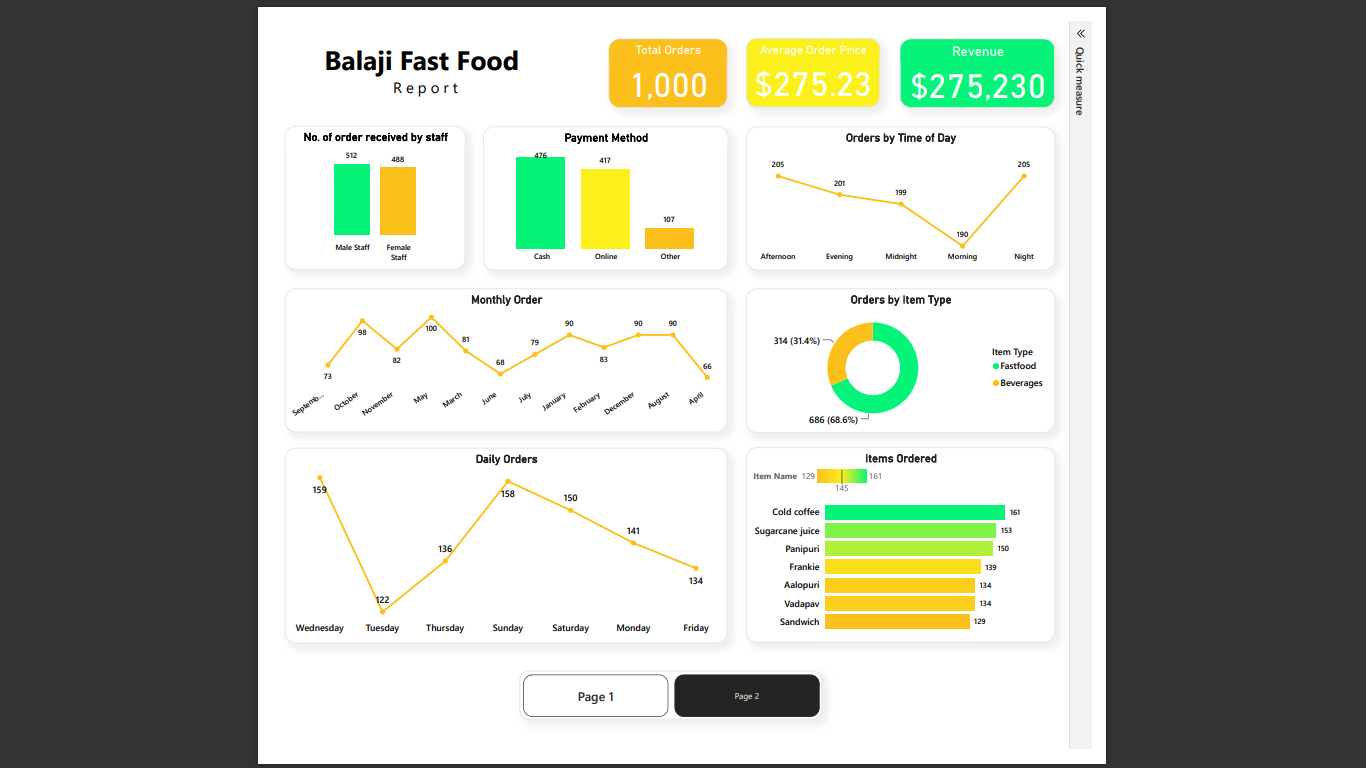 Balaji Fast Food
Report
Total Orders
1,000
Average Order Price
$275.23
Revenue
$275,230
Quick measure
No. of order received by staff
512
488
Male Staff
Female
Staff
Payment Method
476
417
107
Cash
Online
Other
Orders by Time of Day
205
201
199
190
205
Afternoon
Evening
Midnight
Morning
Night
Monthly Order
73
98
82
100
81
68
79
90
83
90
90
66
Septemb...
October
November
May
March
June
July
January
February
December
August
April
Orders by Item Type
314 (31.4%)
686 (68.6%)
Item Type
Fastfood
Beverages
Daily Orders
159
122
136
158
150
141
134
Wednesday
Tuesday
Thursday
Sunday
Saturday
Monday
Friday
Items Ordered
Item Name 129 161
145
Cold coffee 161
Sugarcane juice 153
Panipuri 150
Frankie 139
Aalopuri 134
Vadapav 134
Sandwich 129
Page 1
Page 2